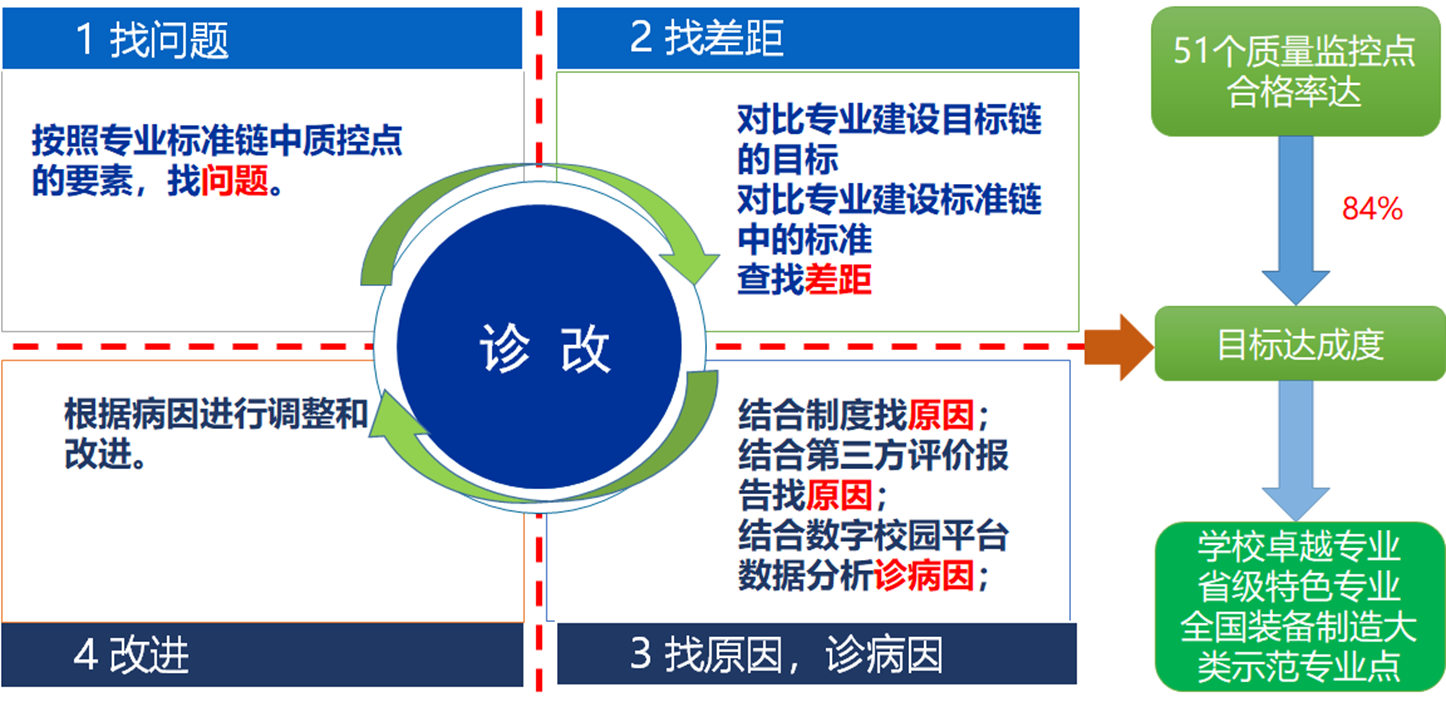 1 找问题
按照专业标准链中质控点
的要素，找问题。
2 找差距
对比专业建设目标链
的目标
对比专业建设标准链
中的标准
查找差距
诊 改
根据病因进行调整和
改进。
4 改进
结合制度找原因；
结合第三方评价报
告找原因；
结合数字校园平台
数据分析诊病因；
3 找原因，诊病因
51个质量监控点
合格率达
84%
目标达成度
学校卓越专业
省级特色专业
全国装备制造大
类示范专业点